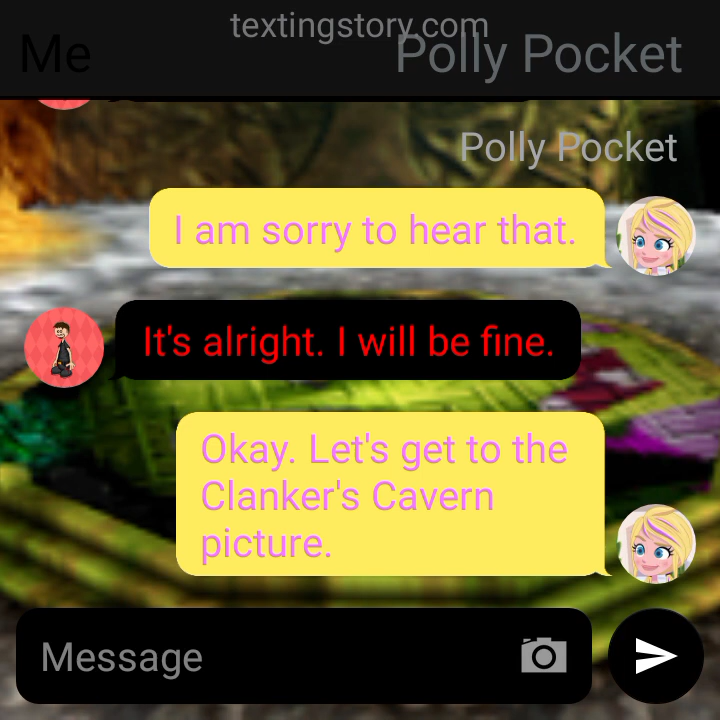 textingstory.com
Me
Polly Pocket
Polly Pocket
I am sorry to hear that.
It's alright. I will be fine.
Okay. Let's get to the
Clanker's Cavern
picture.
Message